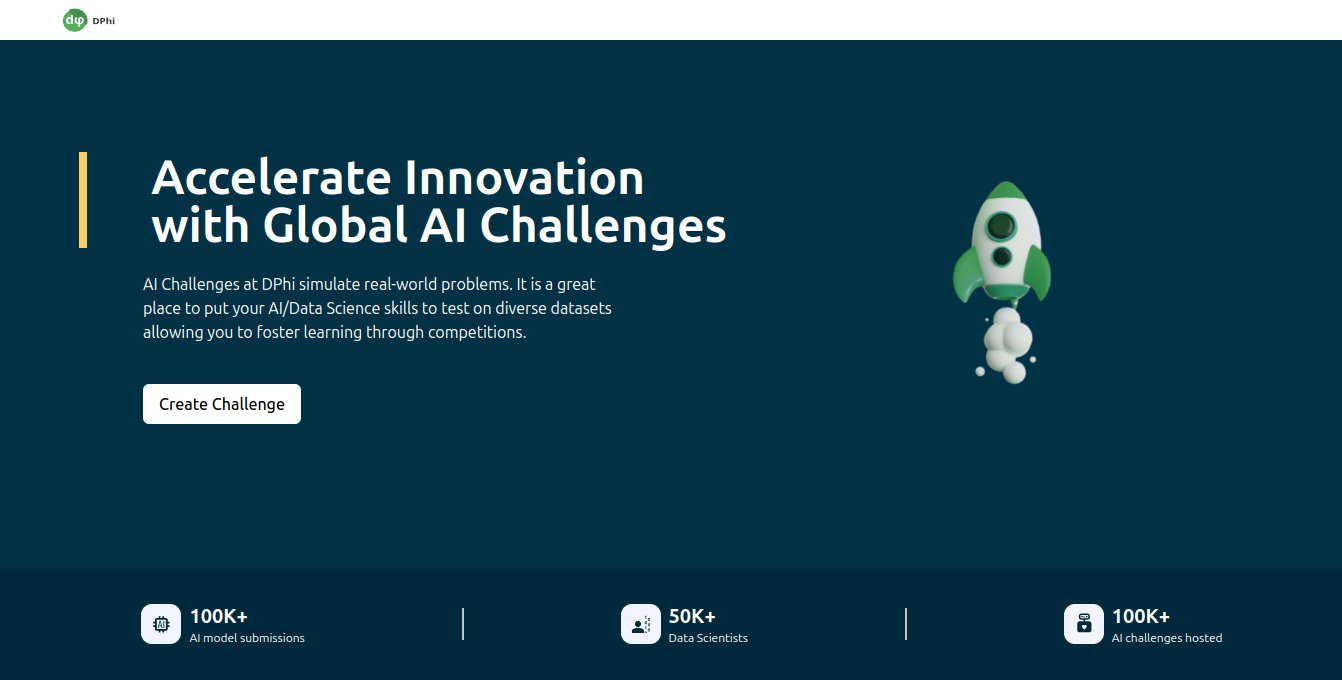 dφ DPhi
Accelerate Innovation
with Global AI Challenges
AI Challenges at DPhi simulate real-world problems. It is a great
place to put your AI/Data Science skills to test on diverse datasets
allowing you to foster learning through competitions.
Create Challenge
AI
100K+
AI model submissions
50K+
Data Scientists
100K+
AI challenges hosted